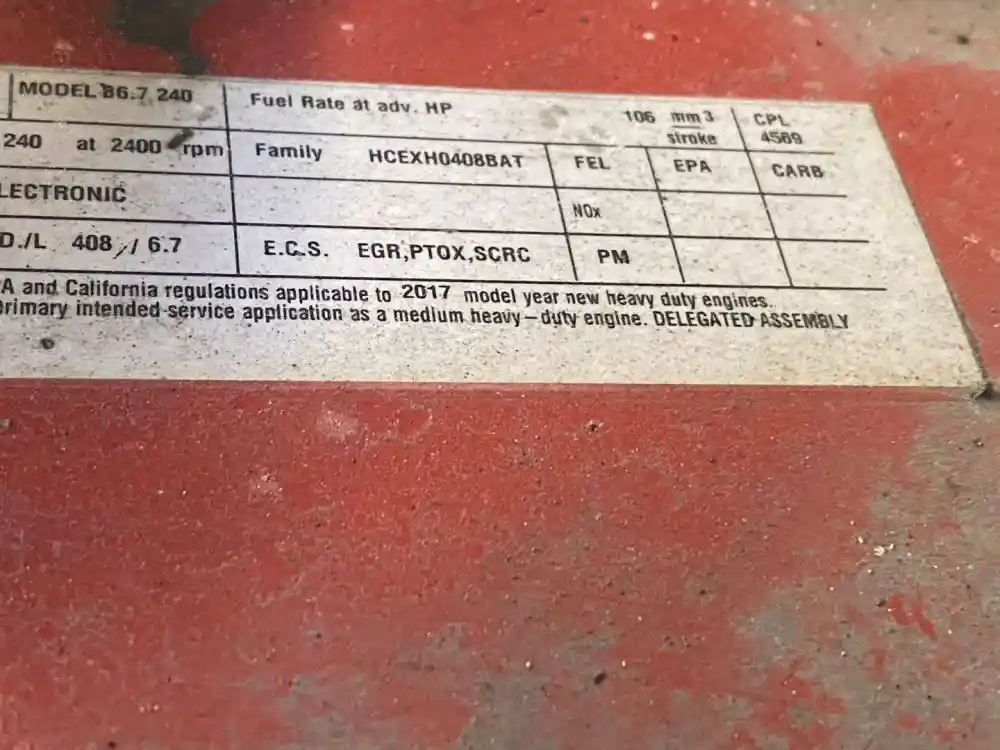 MODEL B6.7 240 Fuel Rate at adv. HP 106 mm3 CPL
stroke 4569
240 at 2400 rpm Family HCEXH0408BAT FEL EPA CARB
LECTRONIC NOx
D./L 408 / 6.7 E.C.S. EGR,PTOX,SCRC PM
A and California regulations applicable to 2017 model year new heavy duty engines.
primary intended service application as a medium heavy-duty engine. DELEGATED ASSEMBLY